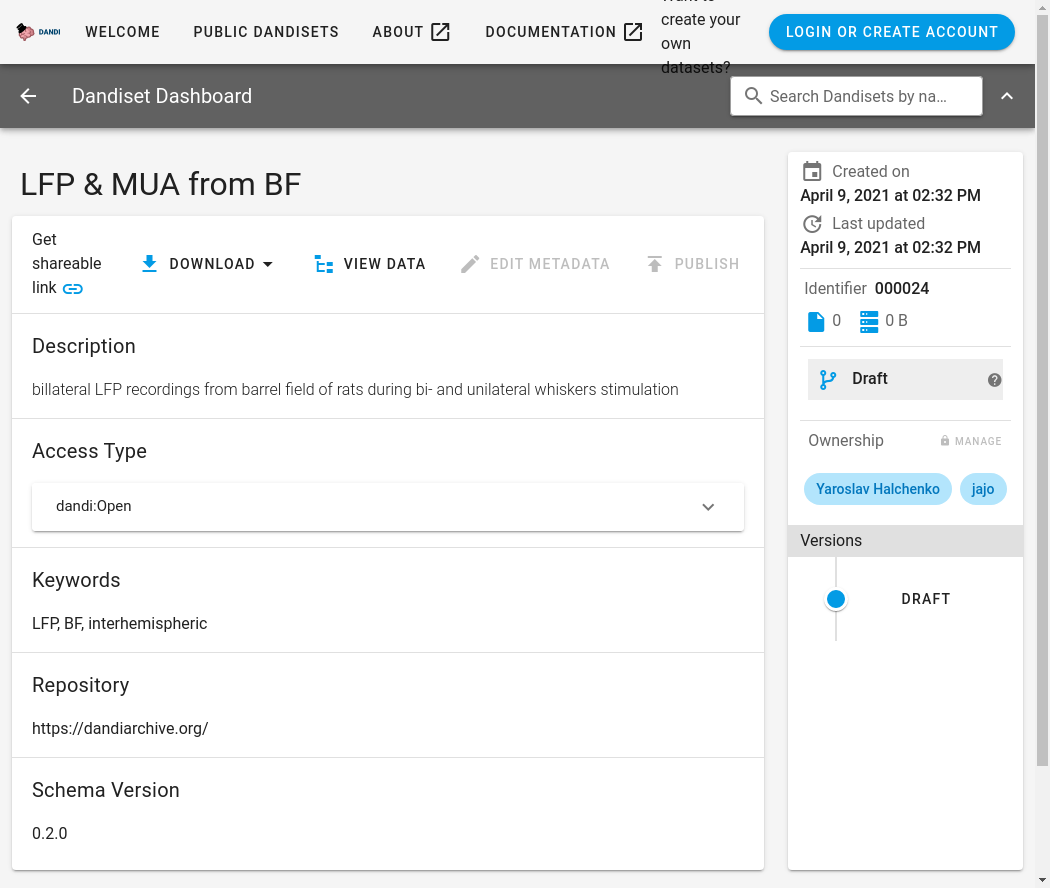 DANDI
WELCOME
PUBLIC DANDISETS
ABOUT
DOCUMENTATION
create your
own
datasets?
LOGIN OR CREATE ACCOUNT
Dandiset Dashboard
Search Dandisets by na...
LFP & MUA from BF
Get
shareable
link
DOWNLOAD
VIEW DATA
EDIT METADATA
PUBLISH
Description
billateral LFP recordings from barrel field of rats during bi- and unilateral whiskers stimulation
Access Type
dandi:Open
Keywords
LFP, BF, interhemispheric
Repository
https://dandiarchive.org/
Schema Version
0.2.0
Created on
April 9, 2021 at 02:32 PM
Last updated
April 9, 2021 at 02:32 PM
Identifier 000024
0
0 B
Draft
Ownership
MANAGE
Yaroslav Halchenko
jajo
Versions
DRAFT